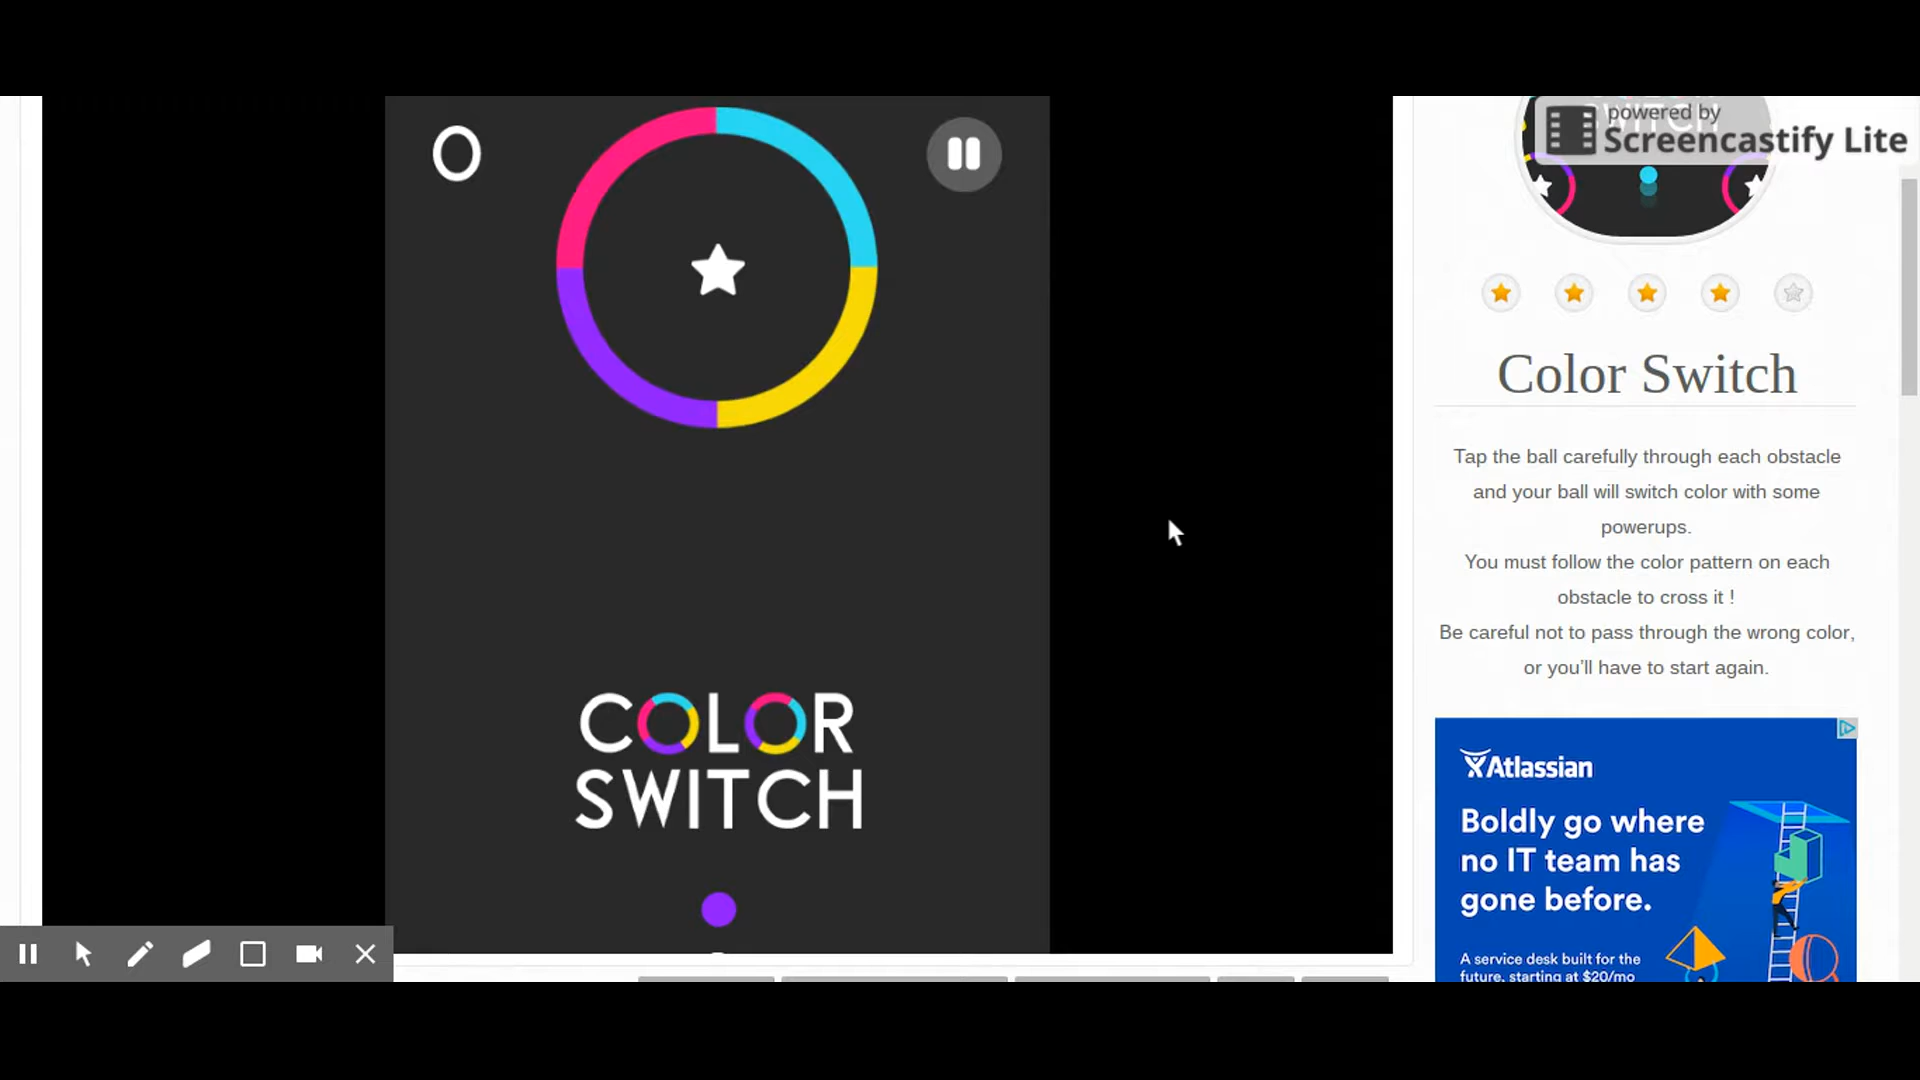 0
COLOR
SWITCH
powered by
Screencastify Lite
Color Switch
Tap the ball carefully through each obstacle
and your ball will switch color with some
powerups.
You must follow the color pattern on each
obstacle to cross it !
Be careful not to pass through the wrong color,
or you’ll have to start again.
Atlassian
Boldly go where
no IT team has
gone before.
A service desk built for the
future, starting at $20/mo